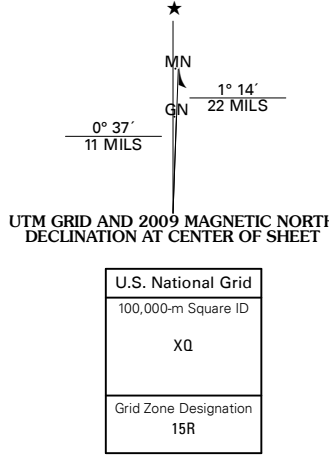 ★
MN
GN
1° 14´
22 MILS
0° 37´
11 MILS
UTM GRID AND 2009 MAGNETIC NORTH
DECLINATION AT CENTER OF SHEET
U.S. National Grid
100,000-m Square ID
XQ
Grid Zone Designation
15R